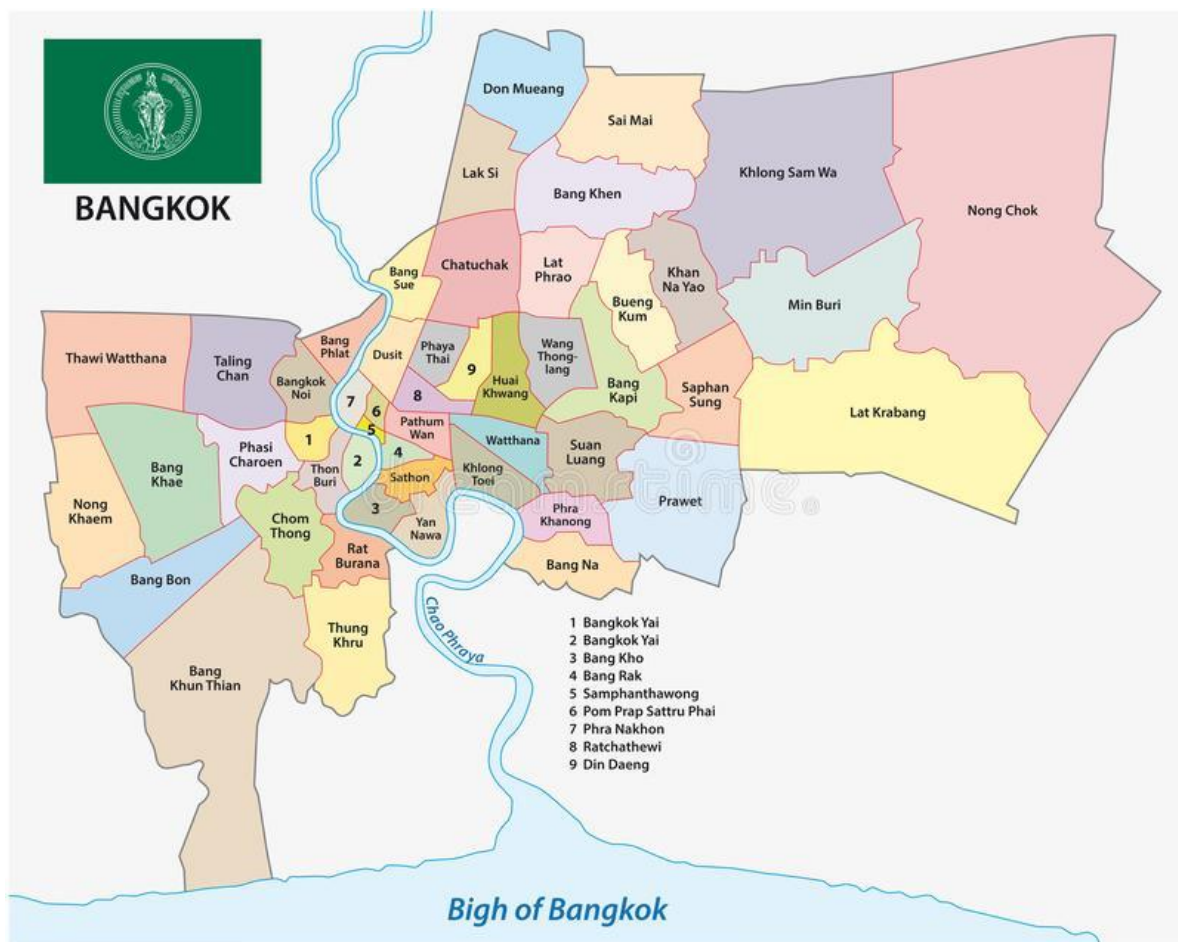 BANGKOK
Don Mueang
Sai Mai
Lak Si
Bang Khen
Khlong Sam Wa
Nong Chok
Bang
Sue
Chatuchak
Lat
Phrao
Bueng
Kum
Khan
Na Yao
Min Buri
Thawi Watthana
Taling
Chan
Bang
Phlat
Bangkok
Noi
Dusit
Phaya
Thai
9
Huai
Khwang
Wang
Thong-
lang
Bang
Kapi
Saphan
Sung
Lat Krabang
7
6
8
5
Pathum
Wan
Watthana
Suan
Luang
1
2
4
Phasi
Charoen
Bang
Khae
Thon
Buri
Sathon
Khlong
Toei
Prawet
Nong
Khaem
Chom
Thong
3
Yan
Nawa
Phra
Khanong
Rat
Burana
Bang Na
Bang Bon
Thung
Khru
Bang
Khun Thian
Chao Phraya
1 Bangkok Yai
2 Bangkok Yai
3 Bang Kho
4 Bang Rak
5 Samphanthawong
6 Pom Prap Sattru Phai
7 Phra Nakhon
8 Ratchathewi
9 Din Daeng
Bigh of Bangkok
dreamstime